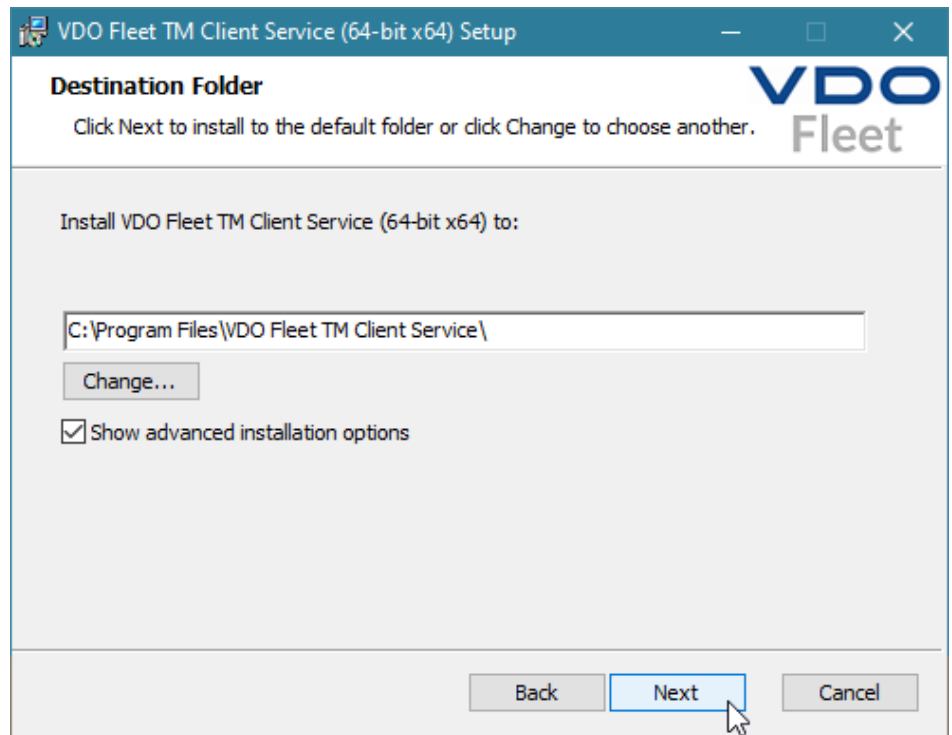 VDO Fleet TM Client Service (64-bit x64) Setup
Destination Folder
Click Next to install to the default folder or click Change to choose another.
VDO
Fleet
Install VDO Fleet TM Client Service (64-bit x64) to:
C:\Program Files\VDO Fleet TM Client Service\
Change...
Show advanced installation options
Back Next Cancel